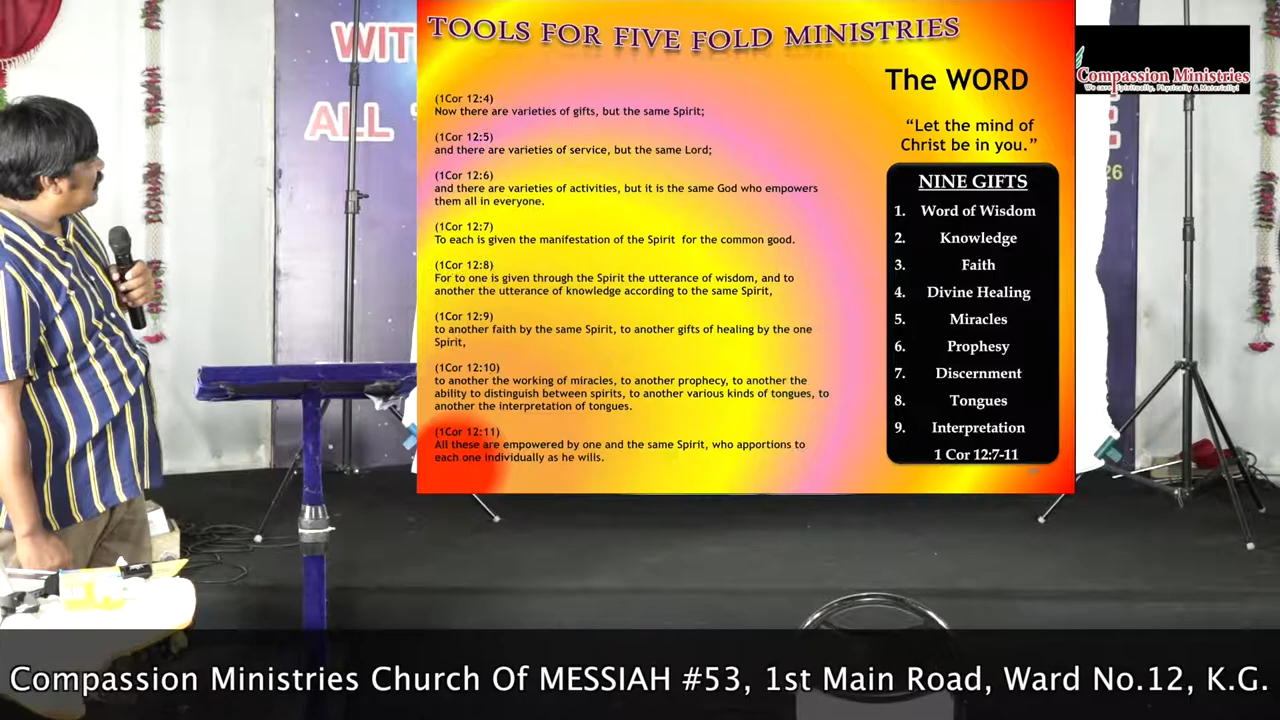 TOOLS FOR FIVE FOLD MINISTRIES
WIT
ALL
26
(1Cor 12:4)
Now there are varieties of gifts, but the same Spirit;
(1Cor 12:5)
and there are varieties of service, but the same Lord;
(1Cor 12:6)
and there are varieties of activities, but it is the same God who empowers
them all in everyone.
(1Cor 12:7)
To each is given the manifestation of the Spirit for the common good.
(1Cor 12:8)
For to one is given through the Spirit the utterance of wisdom, and to
another the utterance of knowledge according to the same Spirit,
(1Cor 12:9)
to another faith by the same Spirit, to another gifts of healing by the one
Spirit,
(1Cor 12:10)
to another the working of miracles, to another prophecy, to another the
ability to distinguish between spirits, to another various kinds of tongues, to
another the interpretation of tongues.
(1Cor 12:11)
All these are empowered by one and the same Spirit, who apportions to
each one individually as he wills.
The WORD
“Let the mind of
Christ be in you.”
NINE GIFTS
1. Word of Wisdom
2. Knowledge
3. Faith
4. Divine Healing
5. Miracles
6. Prophesy
7. Discernment
8. Tongues
9. Interpretation
1 Cor 12:7-11
Compassion Ministries
We care Spiritually, Physically & Materially!
Compassion Ministries Church Of MESSIAH #53, 1st Main Road, Ward No.12, K.G.